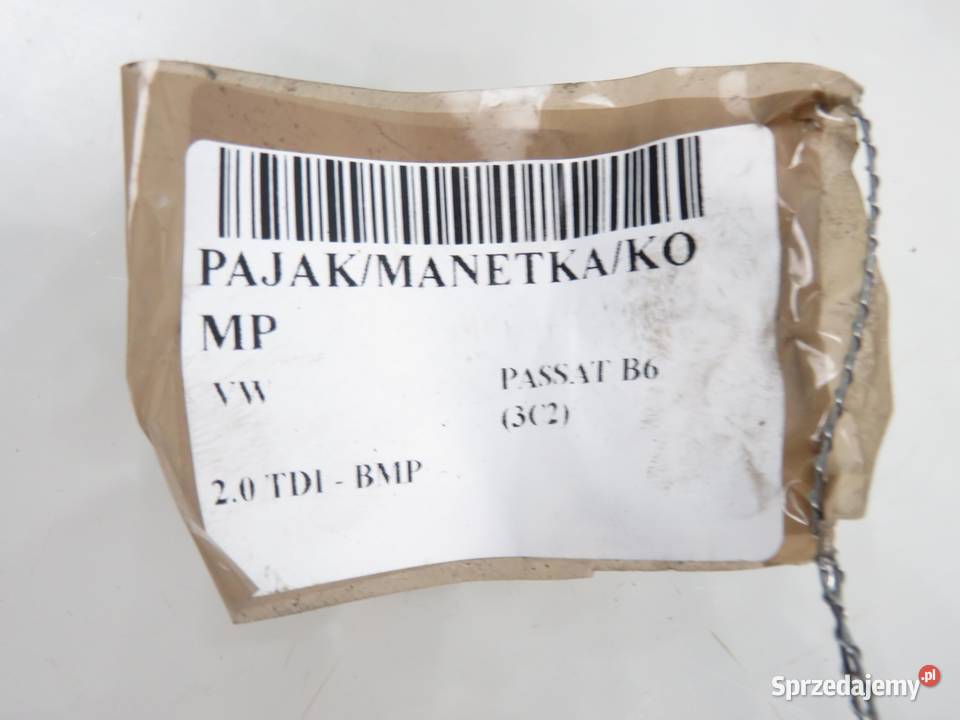 PAJAK/MANETKA/KO
MP
VW
PASSAT B6
(3C2)
2.0 TDI - BMP
Sprzedajemy.pl